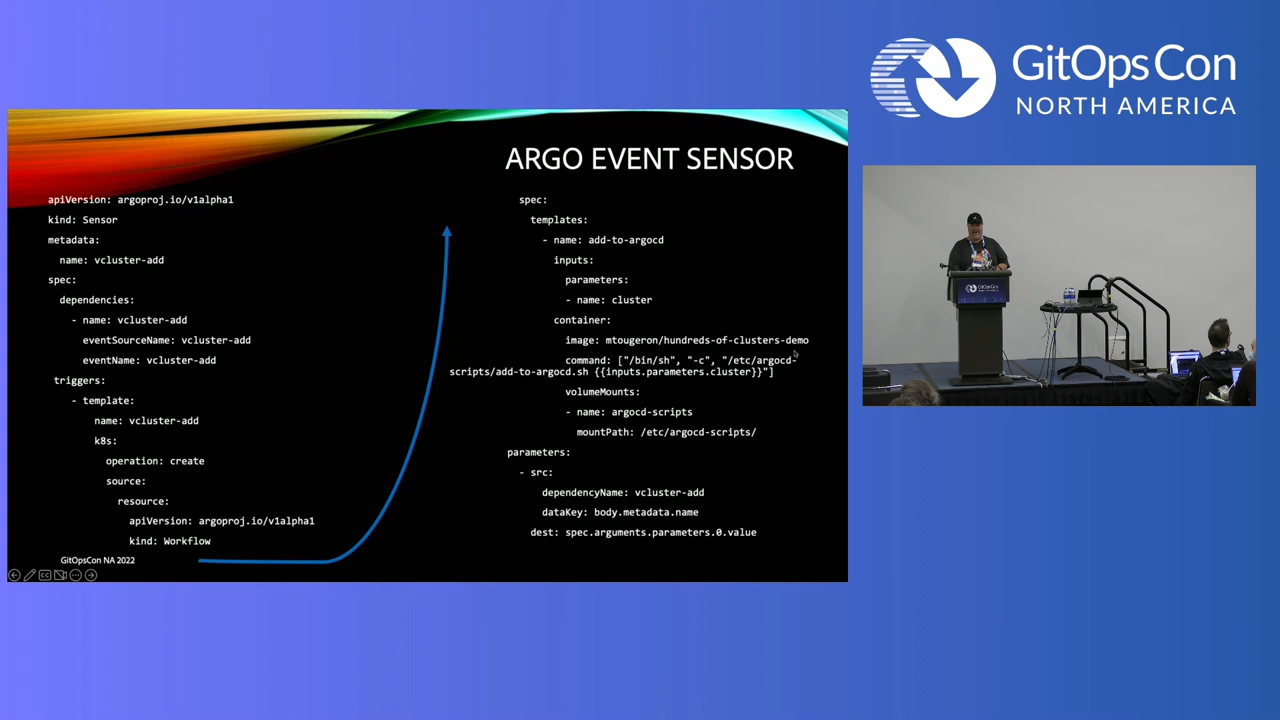 GitOpsCon
NORTH AMERICA
ARGO EVENT SENSOR
apiVersion: argoproj.io/v1alpha1
kind: Sensor
metadata:
name: vcluster-add
spec:
dependencies:
- name: vcluster-add
eventSourceName: vcluster-add
eventName: vcluster-add
triggers:
- template:
name: vcluster-add
k8s:
operation: create
source:
resource:
apiVersion: argoproj.io/v1alpha1
kind: Workflow
spec:
templates:
- name: add-to-argocd
inputs:
parameters:
- name: cluster
container:
image: mtougeron/hundreds-of-clusters-demo
command: ["/bin/sh", "-c", "/etc/argocd-
scripts/add-to-argocd.sh {{inputs.parameters.cluster}}"]
volumeMounts:
- name: argocd-scripts
mountPath: /etc/argocd-scripts/
parameters:
- src:
dependencyName: vcluster-add
dataKey: body.metadata.name
dest: spec.arguments.parameters.0.value
GitOpsCon NA 2022